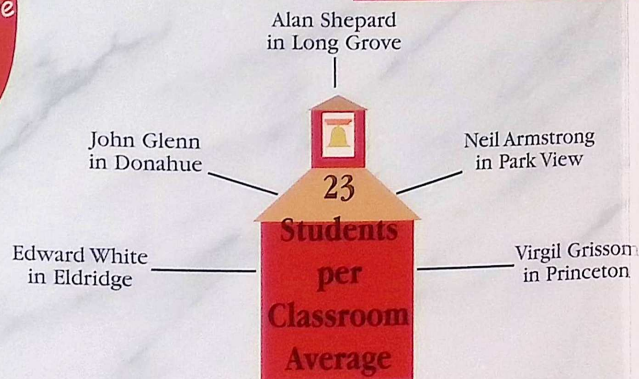 e
Alan Shepard
in Long Grove
John Glenn
in Donahue
Neil Armstrong
in Park View
23
Students
per
Classroom
Average
Edward White
in Eldridge
Virgil Grissom
in Princeton